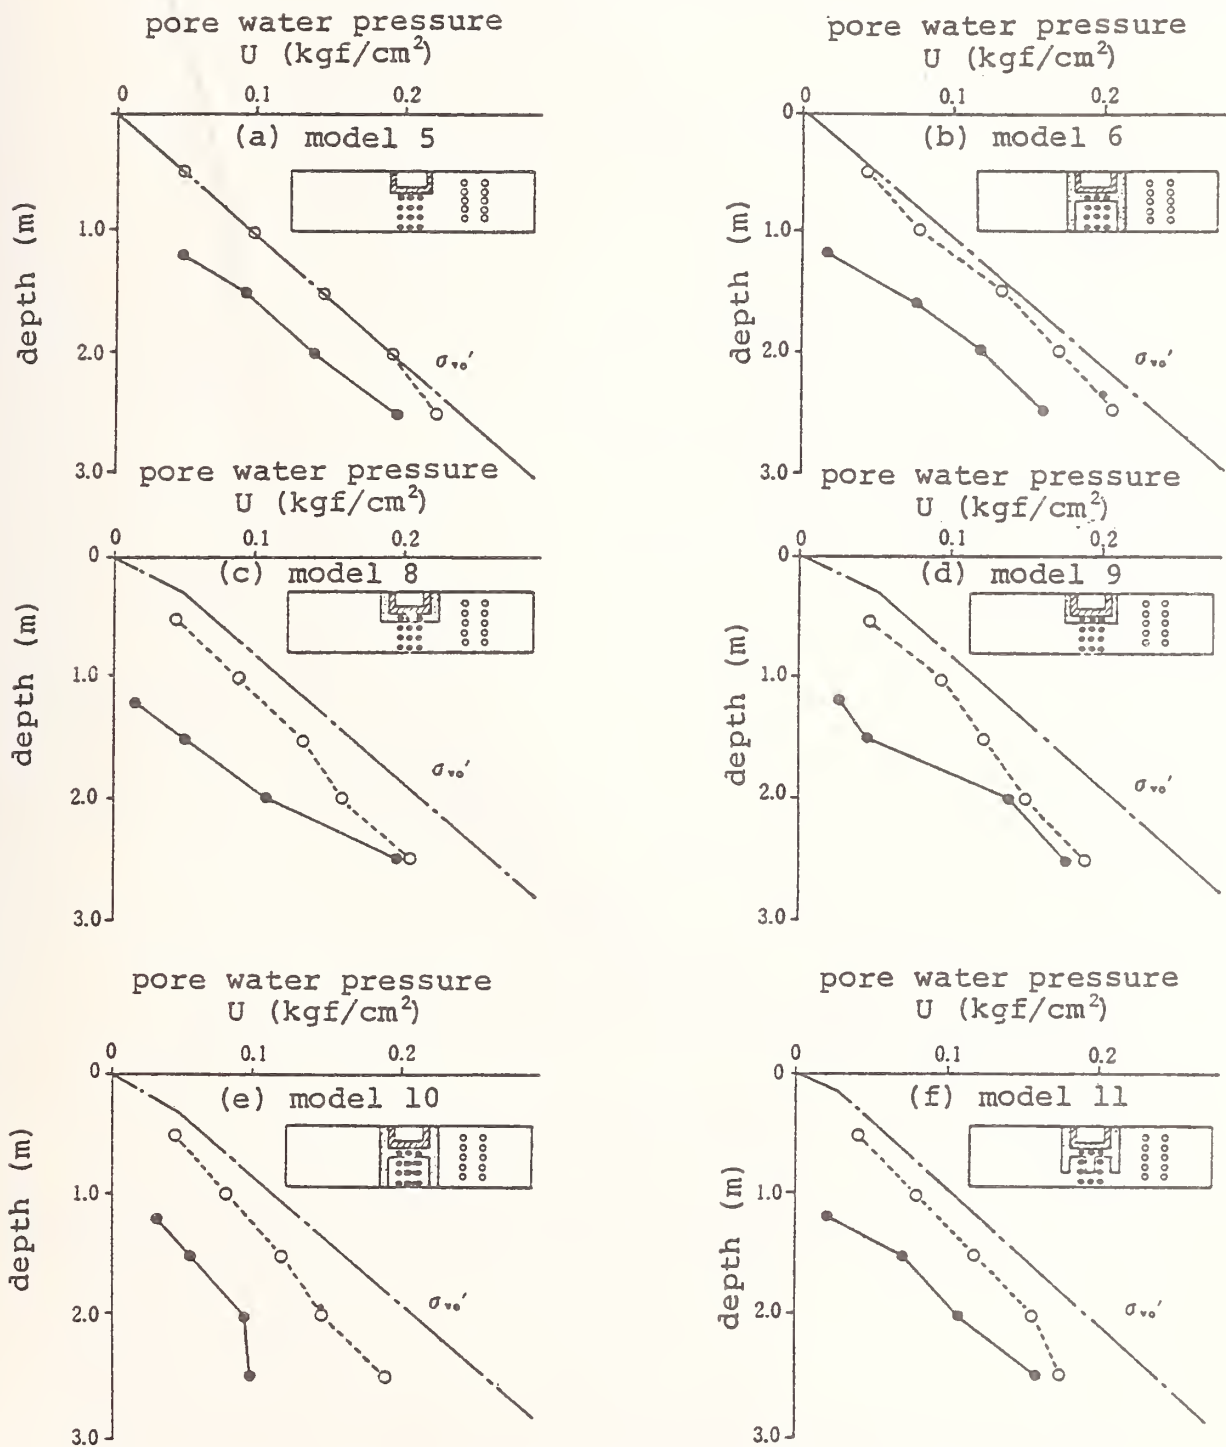 pore water pressure
U (kgf/cm²)
0 0.1 0.2
(a) model 5
depth (m)
1.0
2.0
3.0
σvo'
pore water pressure
U (kgf/cm²)
0 0.1 0.2
0
(b) model 6
depth (m)
1.0
2.0
3.0
σvo'
pore water pressure
U (kgf/cm²)
0 0.1 0.2
0
(c) model 8
depth (m)
1.0
2.0
3.0
σvo'
pore water pressure
U (kgf/cm²)
0 0.1 0.2
0
(d) model 9
depth (m)
1.0
2.0
3.0
σvo'
pore water pressure
U (kgf/cm²)
0 0.1 0.2
0
(e) model 10
depth (m)
1.0
2.0
3.0
σvo'
pore water pressure
U (kgf/cm²)
0 0.1 0.2
0
(f) model 11
depth (m)
1.0
2.0
3.0
σvo'